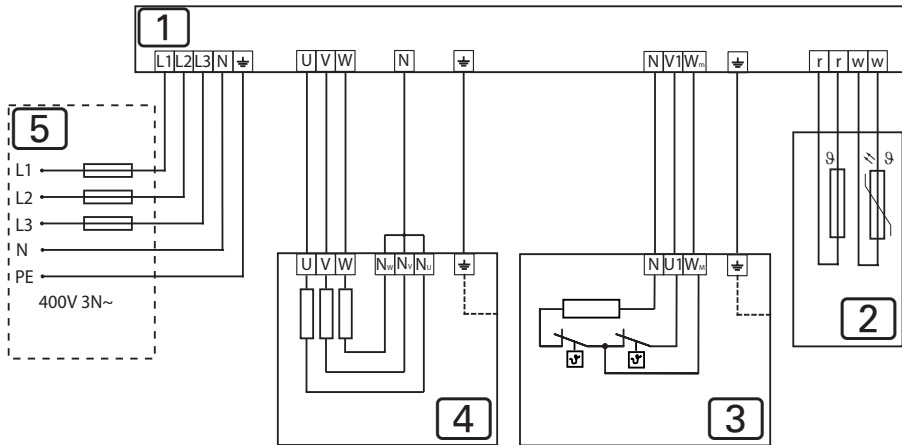 1
L1 L2 L3 N ⏚ U V W N ⏚ N V1 Wm ⏚ r r w w
5
L1
L2
L3
N
PE
400V 3N~
ϑ ϑ
U V W NW NV NU ⏚
N U1 WM ⏚
ϑ ϑ
2
4
3